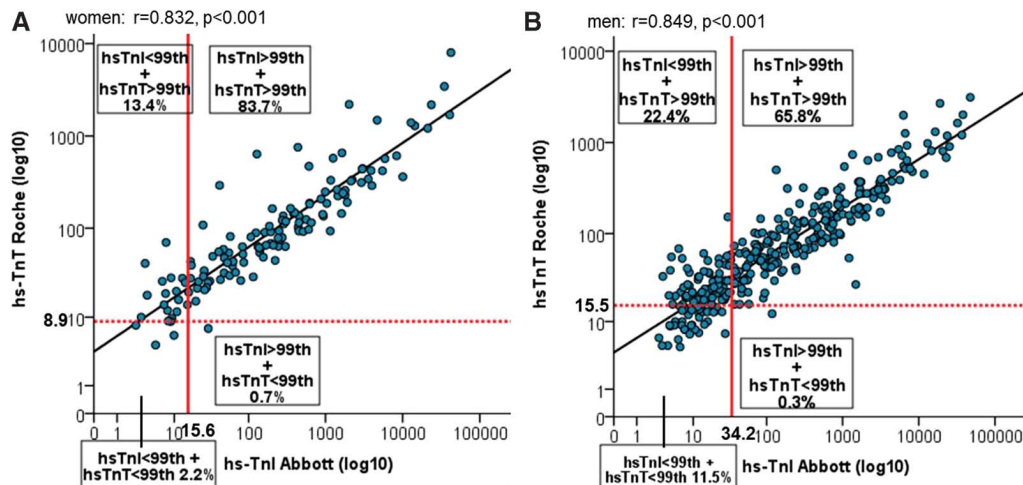 A
women: r=0.832, p<0.001
hs-TnT Roche (log10)
10000
1000
100
10
8.9
1
0
hsTnI<99th
+
hsTnT>99th
13.4%
hsTnI>99th
+
hsTnT>99th
83.7%
hsTnI>99th
+
hsTnT<99th
0.7%
0 1 10 15.6 100 1000 10000 100000
hsTnI<99th +
hsTnT<99th 2.2%
hs-TnI Abbott (log10)
B
men: r=0.849, p<0.001
hsTnT Roche (log10)
10000
1000
100
15.5
10
1
0
hsTnI<99th
+
hsTnT>99th
22.4%
hsTnI>99th
+
hsTnT>99th
65.8%
hsTnI>99th
+
hsTnT<99th
0.3%
0 1 10 34.2 100 1000 10000 100000
hsTnI<99th +
hsTnT<99th 11.5%
hs-TnI Abbott (log10)